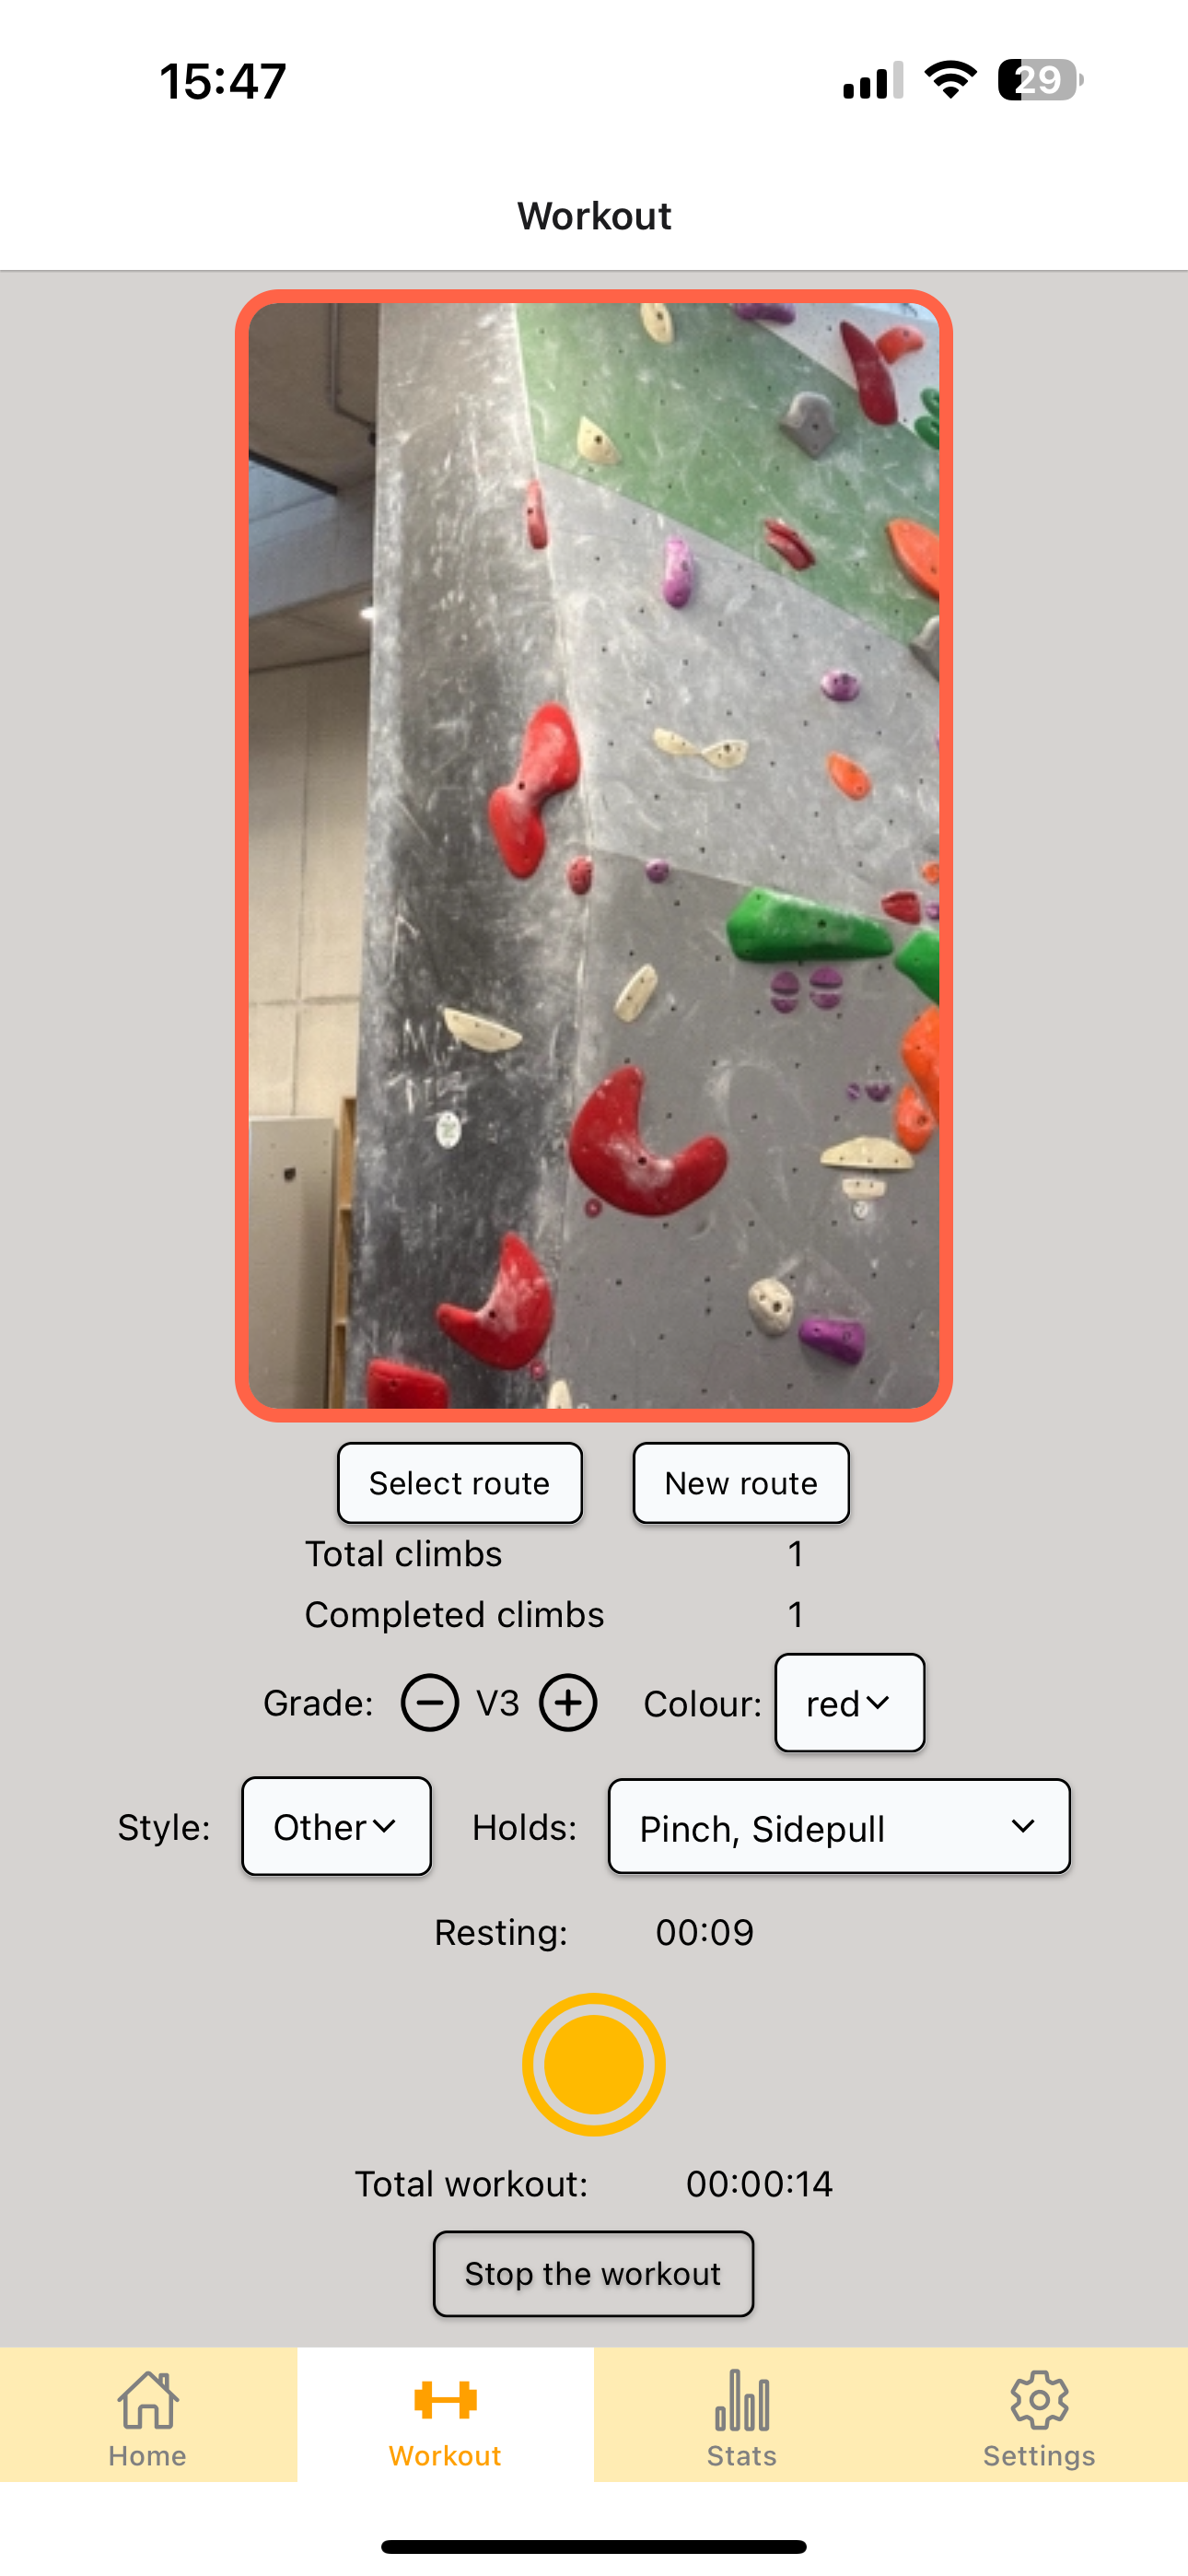 15:47
29
Workout
Select route
New route
Total climbs 1
Completed climbs 1
Grade: V3 Colour: red
Style: Other Holds: Pinch, Sidepull
Resting: 00:09
Total workout: 00:00:14
Stop the workout
Home
Workout
Stats
Settings